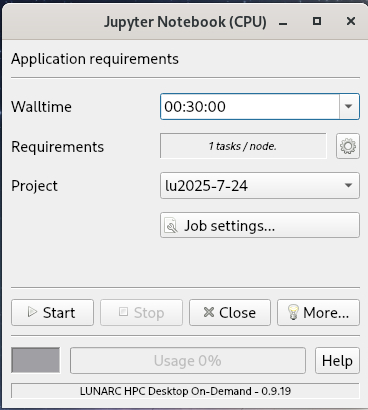 Jupyter Notebook (CPU)
Application requirements
Walltime 00:30:00
Requirements 1 tasks / node.
Project lu2025-7-24
Job settings...
Start Stop Close More...
Usage 0% Help
LUNARC HPC Desktop On-Demand - 0.9.19